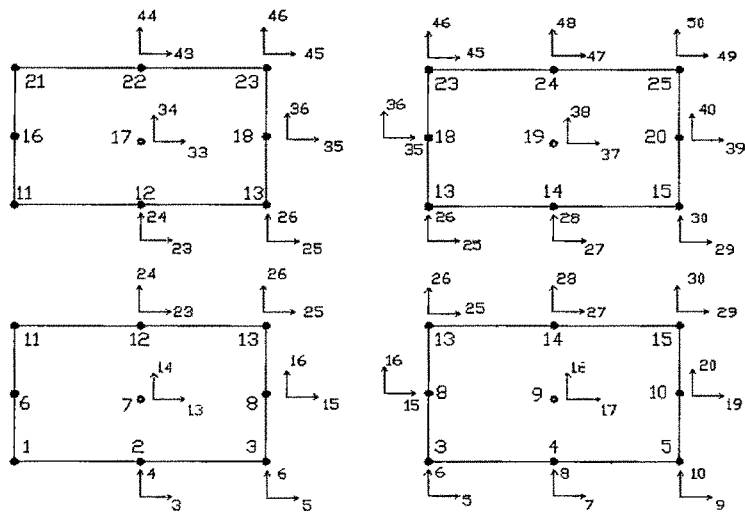 44 46 46 48 50
43 45 45 47 49
21 22 23 23 24 25
34 36 36 38 40
16 17 18 18 19 20
33 35 35 37 39
11 12 13 13 14 15
24 26 26 28 30
23 25 25 27 29
24 26 26 28 30
23 25 25 27 29
11 12 13 13 14 15
14 16 16 18 20
6 7 8 8 9 10
13 15 15 17 19
1 2 3 3 4 5
4 6 6 8 10
3 5 5 7 9